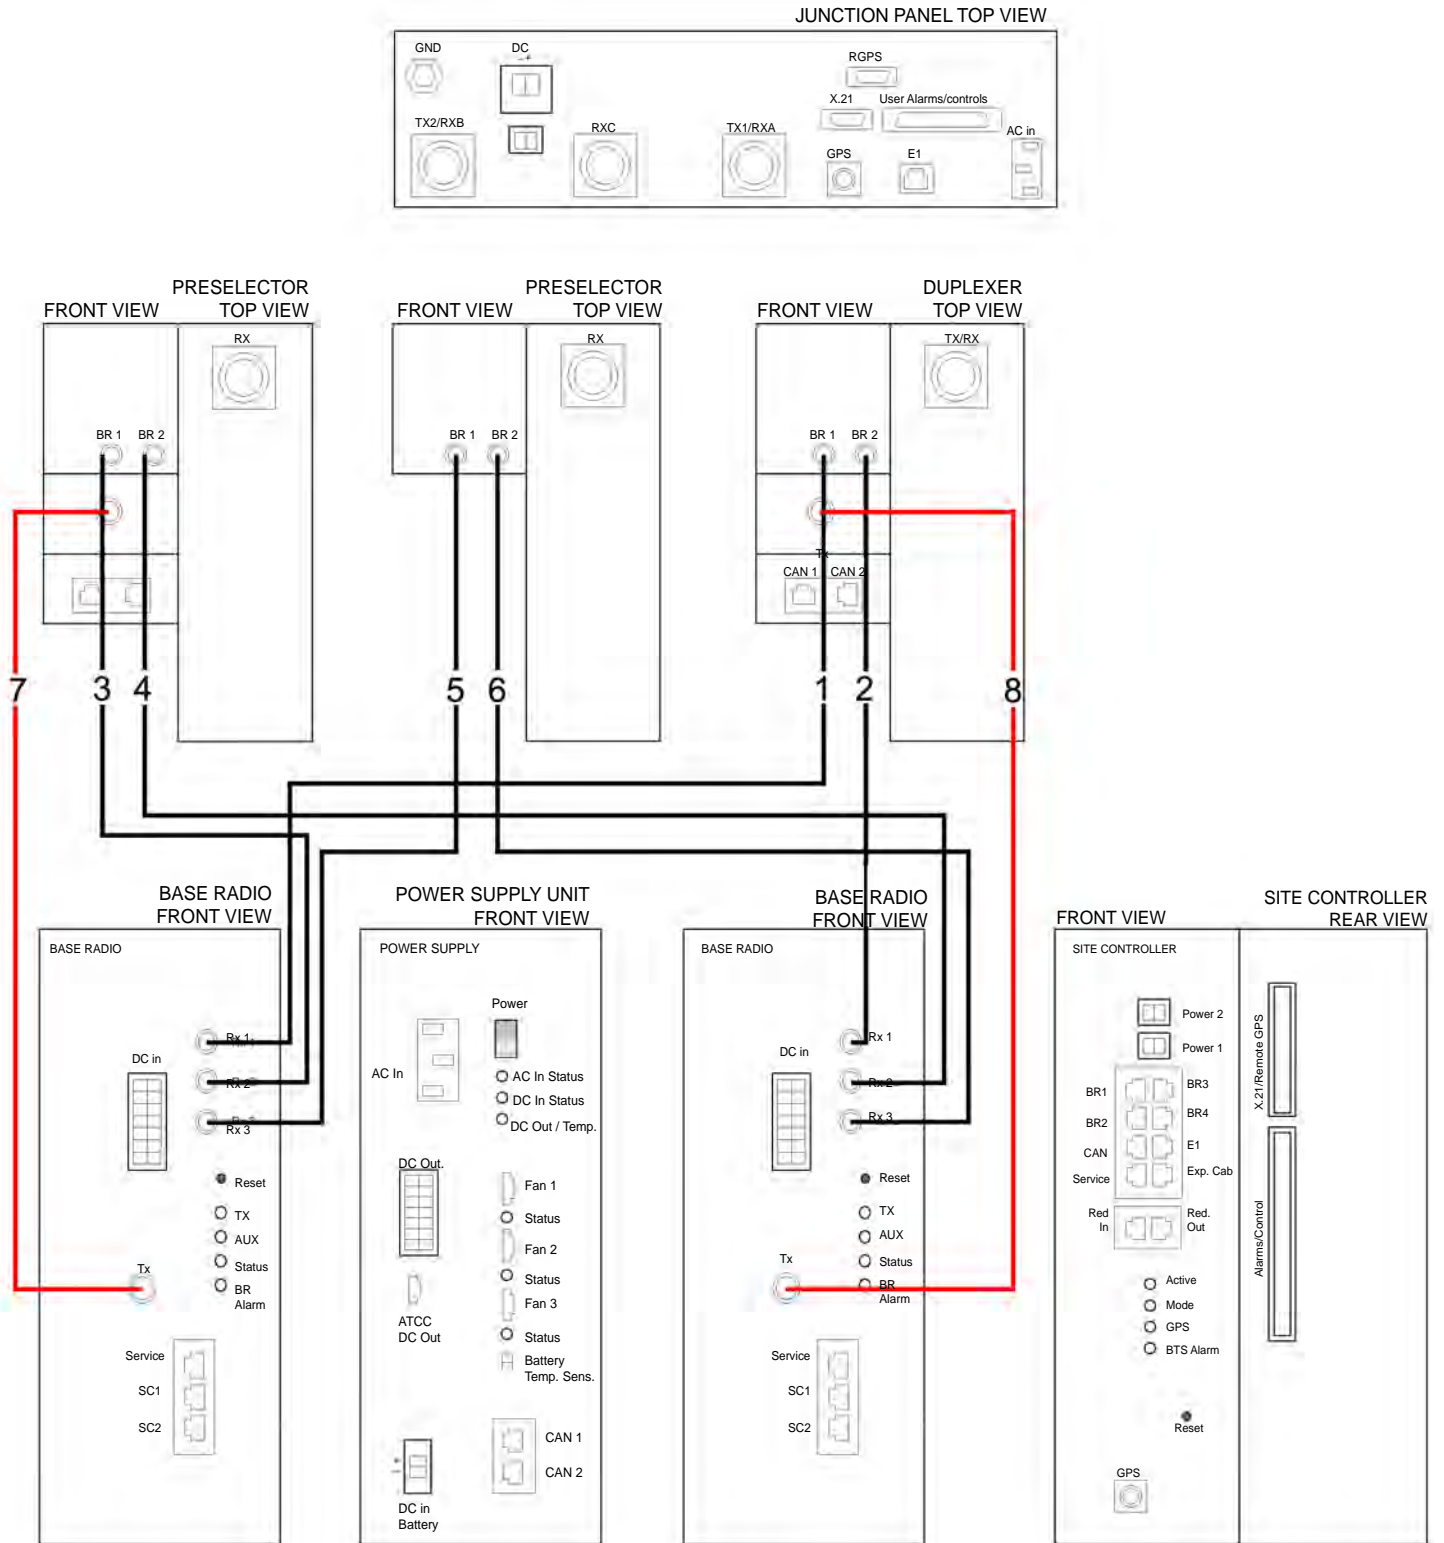 JUNCTION PANEL TOP VIEW
GND
DC
RGPS
X.21
User Alarms/controls
TX2/RXB
RXC
TX1/RXA
AC in
GPS
E1
PRESELECTOR
FRONT VIEW TOP VIEW
RX
BR 1 BR 2
PRESELECTOR
FRONT VIEW TOP VIEW
RX
BR 1 BR 2
DUPLEXER
FRONT VIEW TOP VIEW
TX/RX
BR 1 BR 2
Tx
CAN 1 CAN 2
7 3 4 5 6 1 2 8
BASE RADIO
FRONT VIEW
BASE RADIO
Rx 1
DC in
Rx 2
Rx 3
Reset
TX
AUX
Status
Tx
BR
Alarm
Service
SC1
SC2
POWER SUPPLY UNIT
FRONT VIEW
POWER SUPPLY
Power
AC In
AC In Status
DC In Status
DC Out / Temp.
DC Out.
Fan 1
Status
Fan 2
Status
Fan 3
ATCC
DC Out
Status
Battery
Temp. Sens.
CAN 1
CAN 2
DC in
Battery
BASE RADIO
FRONT VIEW
BASE RADIO
Rx 1
DC in
Rx 2
Rx 3
Reset
TX
AUX
Status
Tx
BR
Alarm
Service
SC1
SC2
SITE CONTROLLER
FRONT VIEW REAR VIEW
SITE CONTROLLER
Power 2
Power 1
BR1 BR3
BR2 BR4
CAN E1
Service Exp. Cab
Red In
Red. Out
Active
Mode
GPS
BTS Alarm
Reset
GPS
X.21/Remote GPS
Alarms/Control